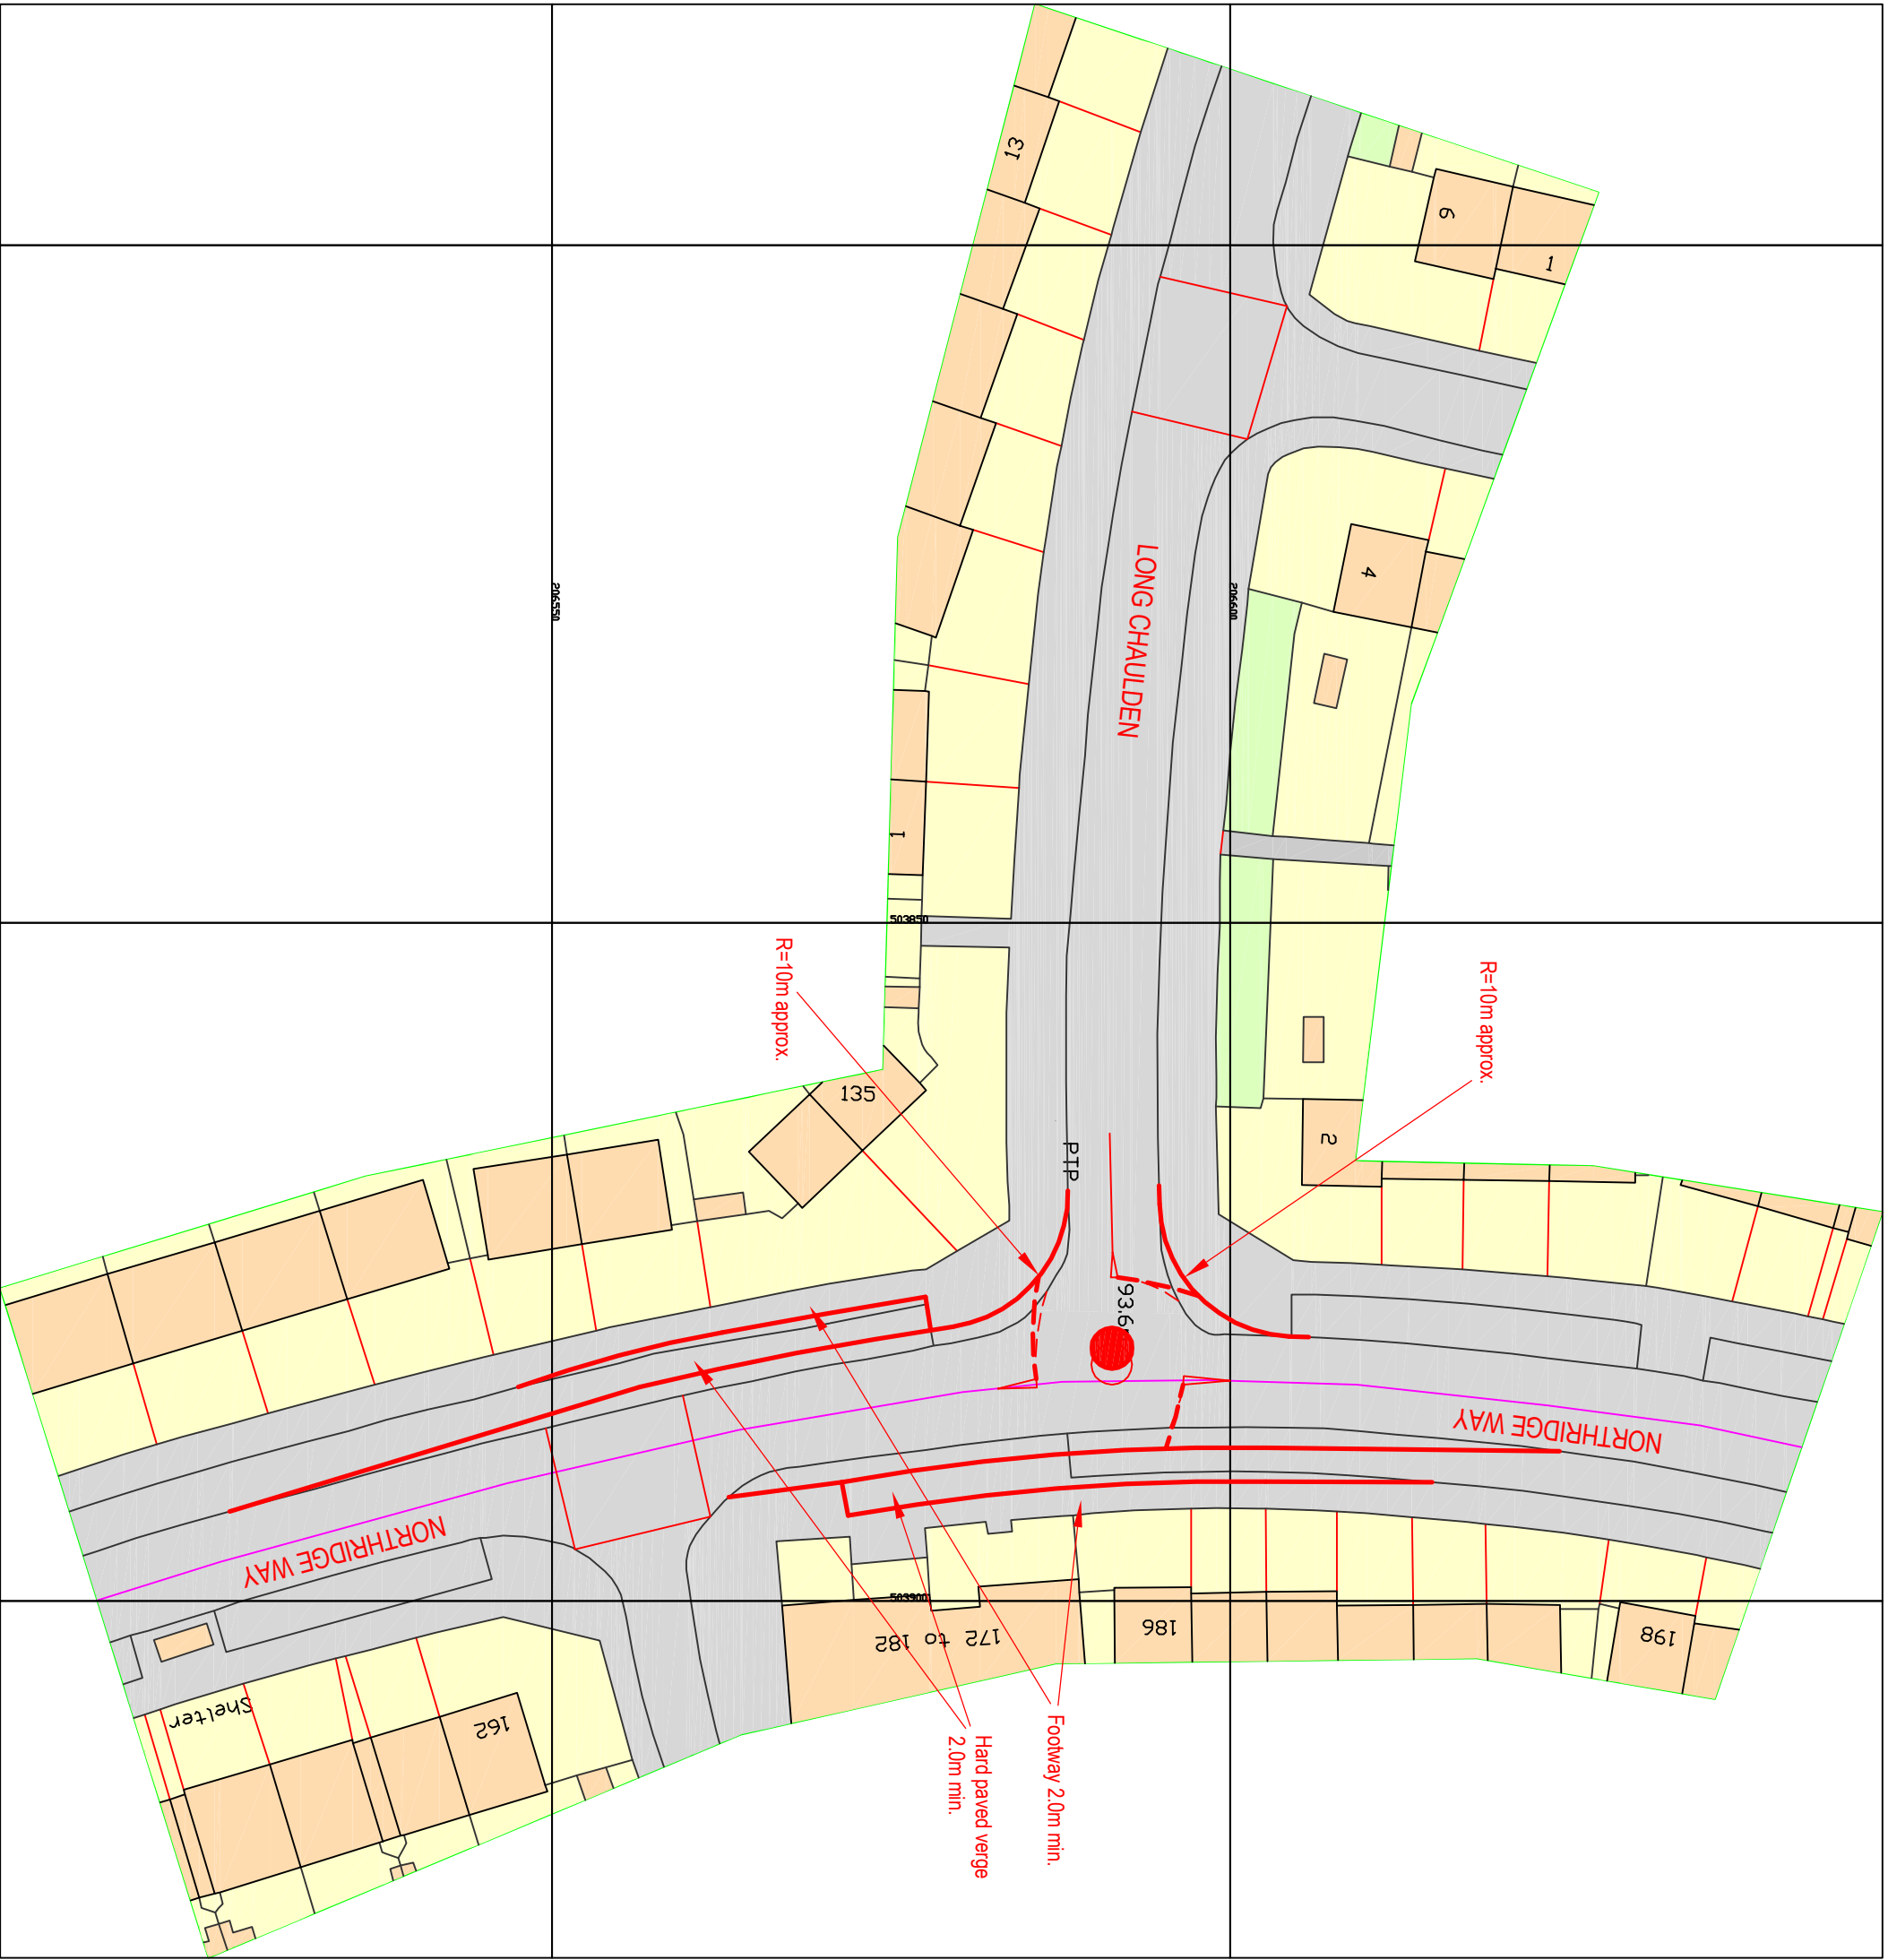 13
6
1
206550
206600
LONG CHAULDEN
4
1
503850
R=10m approx.
R=10m approx.
135
2
PTP
93.6
NORTHRIDGE WAY
NORTHRIDGE WAY
503900
172 to 182
186
198
Shelter
162
Footway 2.0m min.
Hard paved verge
2.0m min.